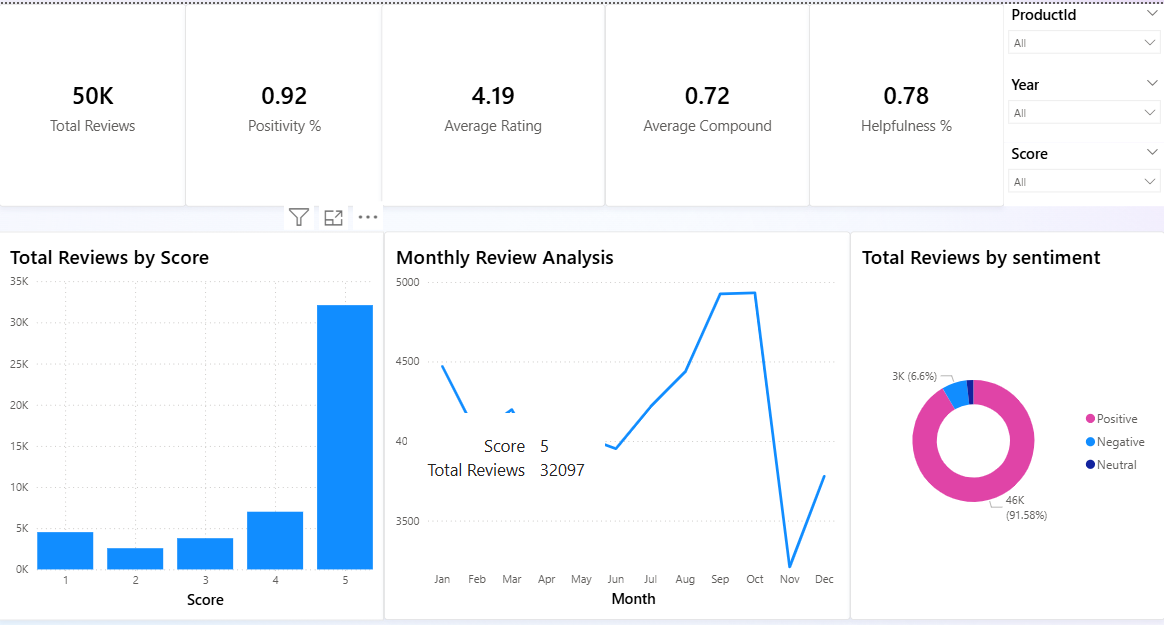 50K
Total Reviews
0.92
Positivity %
4.19
Average Rating
0.72
Average Compound
0.78
Helpfulness %
ProductId
All
Year
All
Score
All
Total Reviews by Score
35K
30K
25K
20K
15K
10K
5K
0K
1 2 3 4 5
Score
Monthly Review Analysis
5000
4500
40
3500
Score 5
Total Reviews 32097
Jan Feb Mar Apr May Jun Jul Aug Sep Oct Nov Dec
Month
Total Reviews by sentiment
3K (6.6%)
46K
(91.58%)
Positive
Negative
Neutral